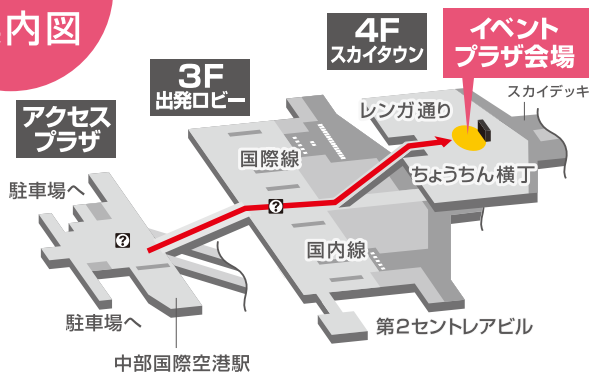 内図
4F
スカイタウン
イベント
プラザ会場
3F
出発ロビー
スカイデッキ
レンガ通り
アクセス
プラザ
国際線
ちょうちん横丁
駐車場へ
?
?
国内線
駐車場へ
第2セントレアビル
中部国際空港駅